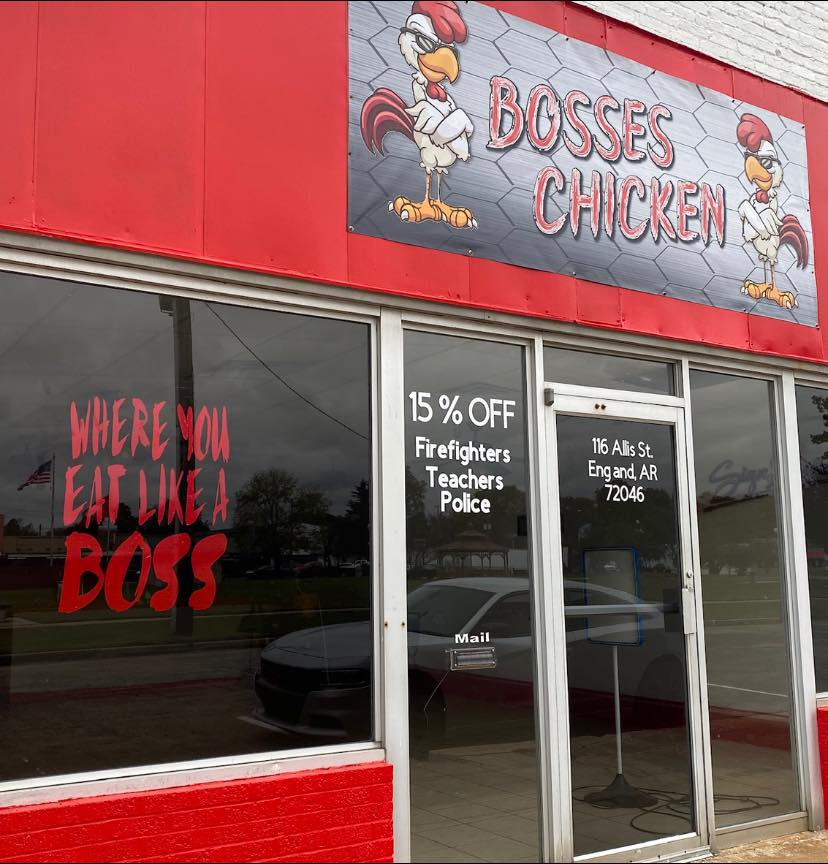 BOSSES
CHICKEN
WHERE YOU
EAT LIKE A
BOSS
15 % OFF
Firefighters
Teachers
Police
Mail
116 Allis St.
Eng and, AR
72046